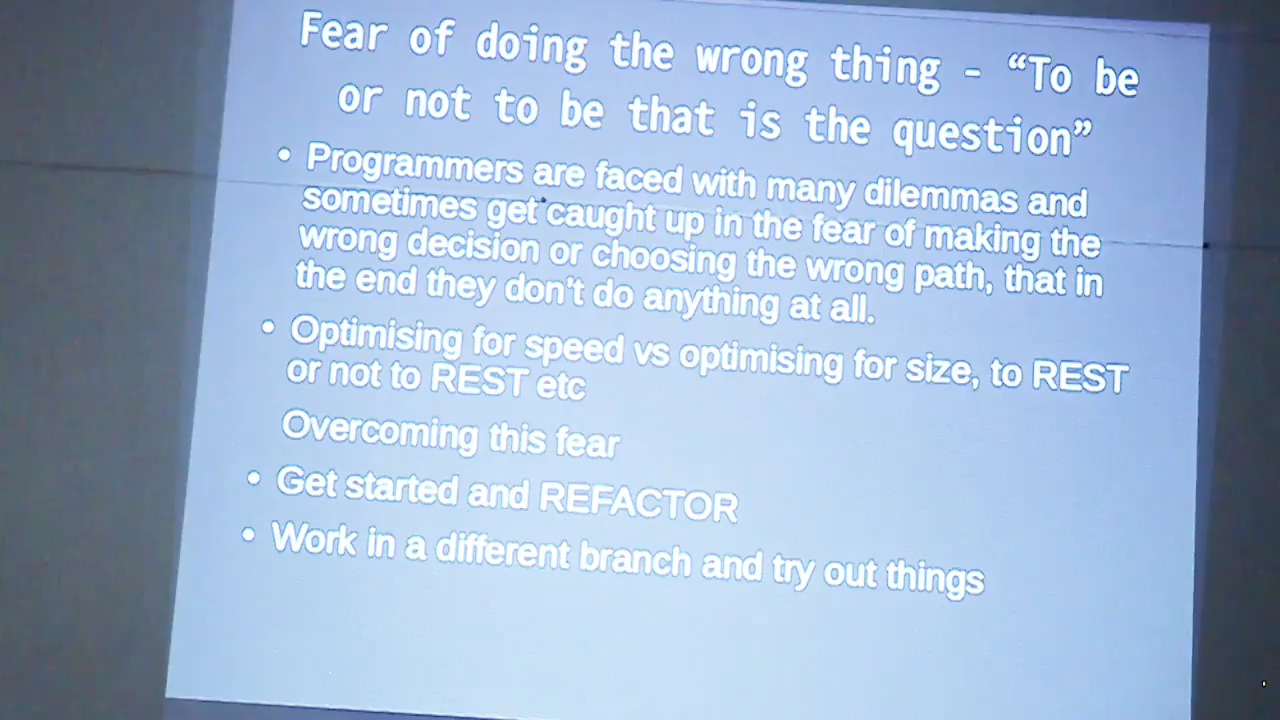 Fear of doing the wrong thing - “To be
or not to be that is the question”
• Programmers are faced with many dilemmas and
sometimes get caught up in the fear of making the
wrong decision or choosing the wrong path, that in
the end they don't do anything at all.
• Optimising for speed vs optimising for size, to REST
or not to REST etc
Overcoming this fear
• Get started and REFACTOR
• Work in a different branch and try out things